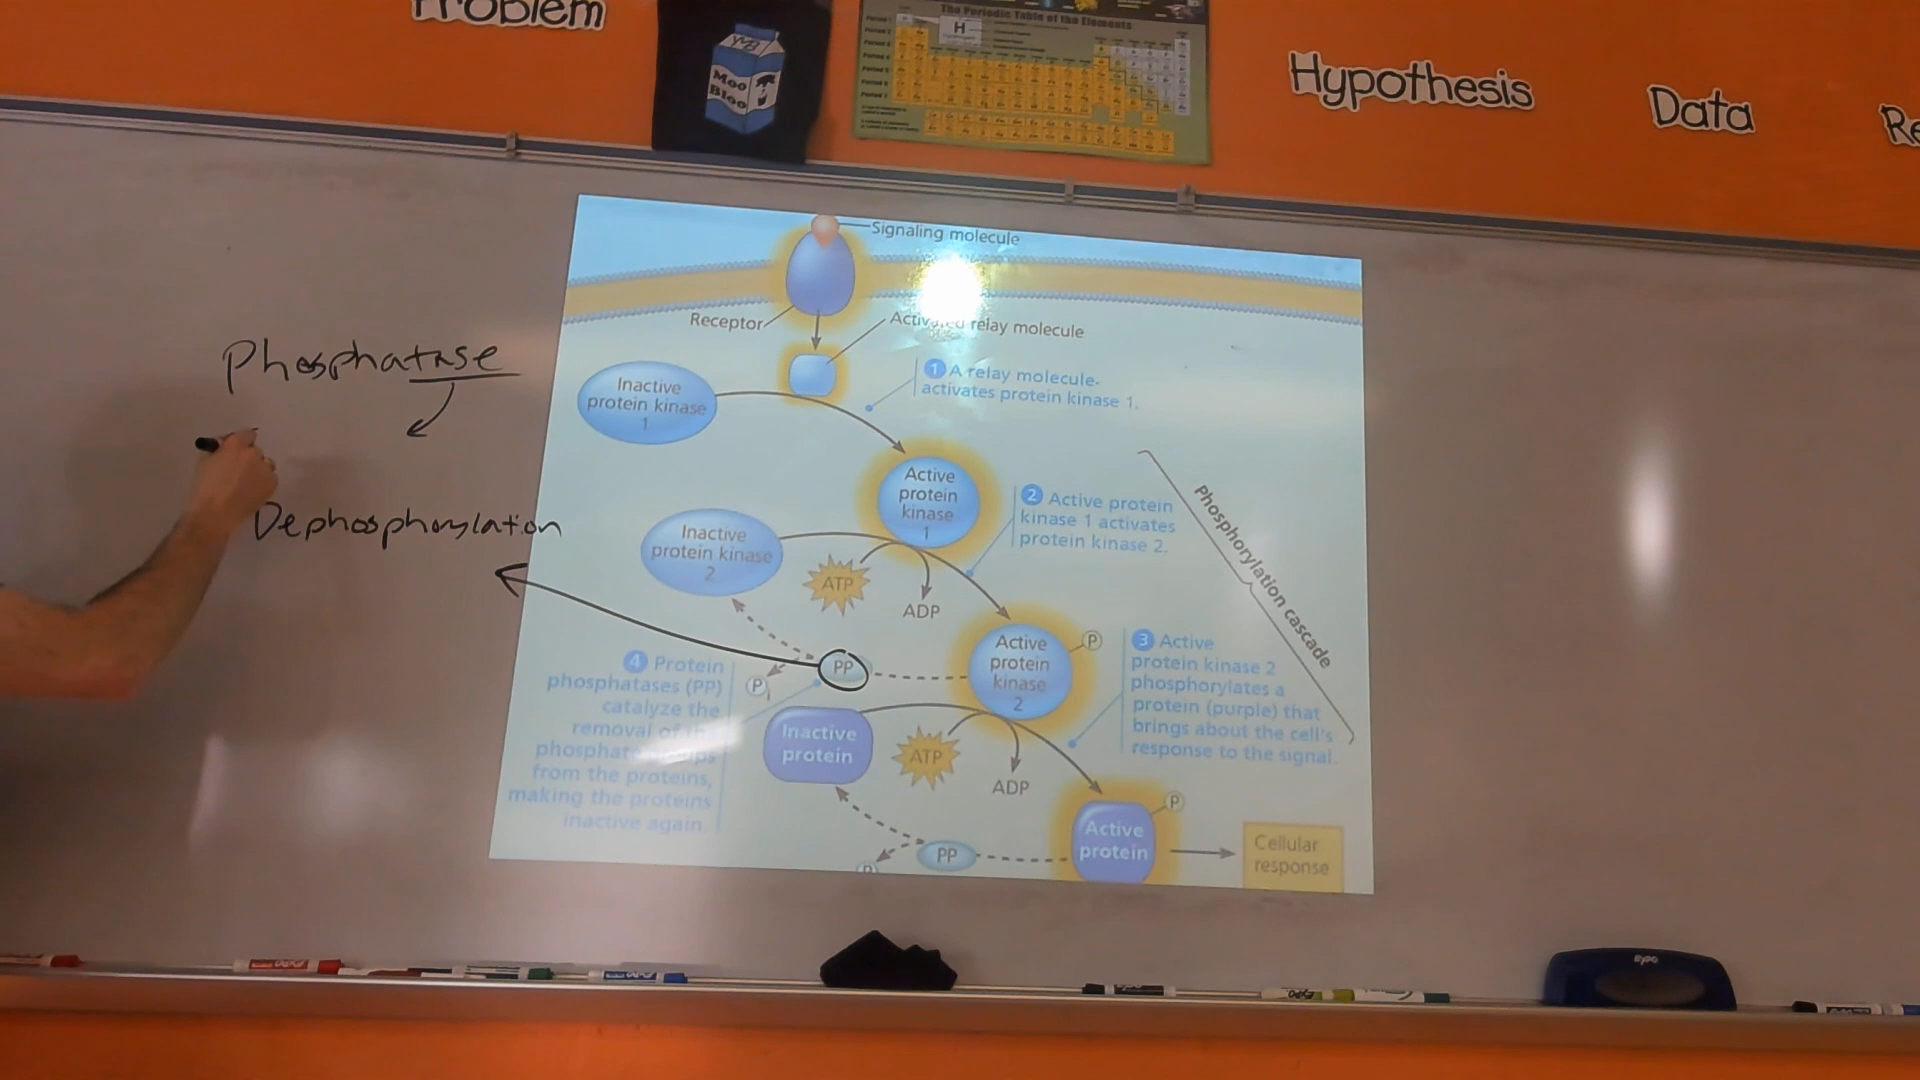 Problem
YMB
Moo
Bloo
The Periodic Table of the Elements
H
Hypothesis
Data
Signaling molecule
Receptor
relay molecule
Phosphatase
Inactive
protein kinase
1
1 A relay molecule
activates protein kinase 1.
Active
protein
kinase
1
2 Active protein
kinase 1 activates
protein kinase 2.
Phosphorylation cascade
Dephosphorylation
Inactive
protein kinase
2
ATP
ADP
Active
protein
kinase
2
P
3 Active
protein kinase 2
phosphorylates a
protein (purple) that
brings about the cell's
response to the signal.
PP
P i
4 Protein
phosphatases (PP)
catalyze the
removal of
from the proteins,
making the proteins
inactive again.
Inactive
protein
ATP
ADP
P
Active
protein
PP
Cellular
response
EXPO
EXPO
EXPO